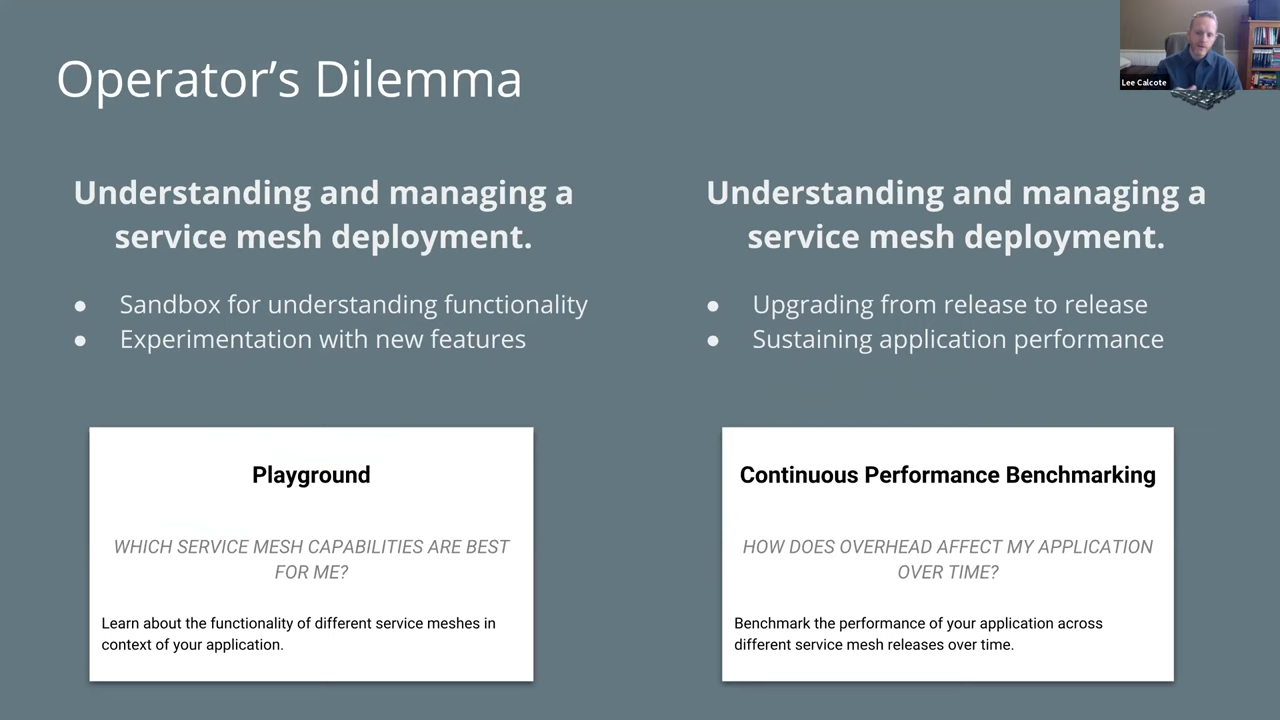 Operator's Dilemma
Lee Calcote
Understanding and managing a
service mesh deployment.
● Sandbox for understanding functionality
● Experimentation with new features
Playground
WHICH SERVICE MESH CAPABILITIES ARE BEST
FOR ME?
Learn about the functionality of different service meshes in
context of your application.
Understanding and managing a
service mesh deployment.
● Upgrading from release to release
● Sustaining application performance
Continuous Performance Benchmarking
HOW DOES OVERHEAD AFFECT MY APPLICATION
OVER TIME?
Benchmark the performance of your application across
different service mesh releases over time.